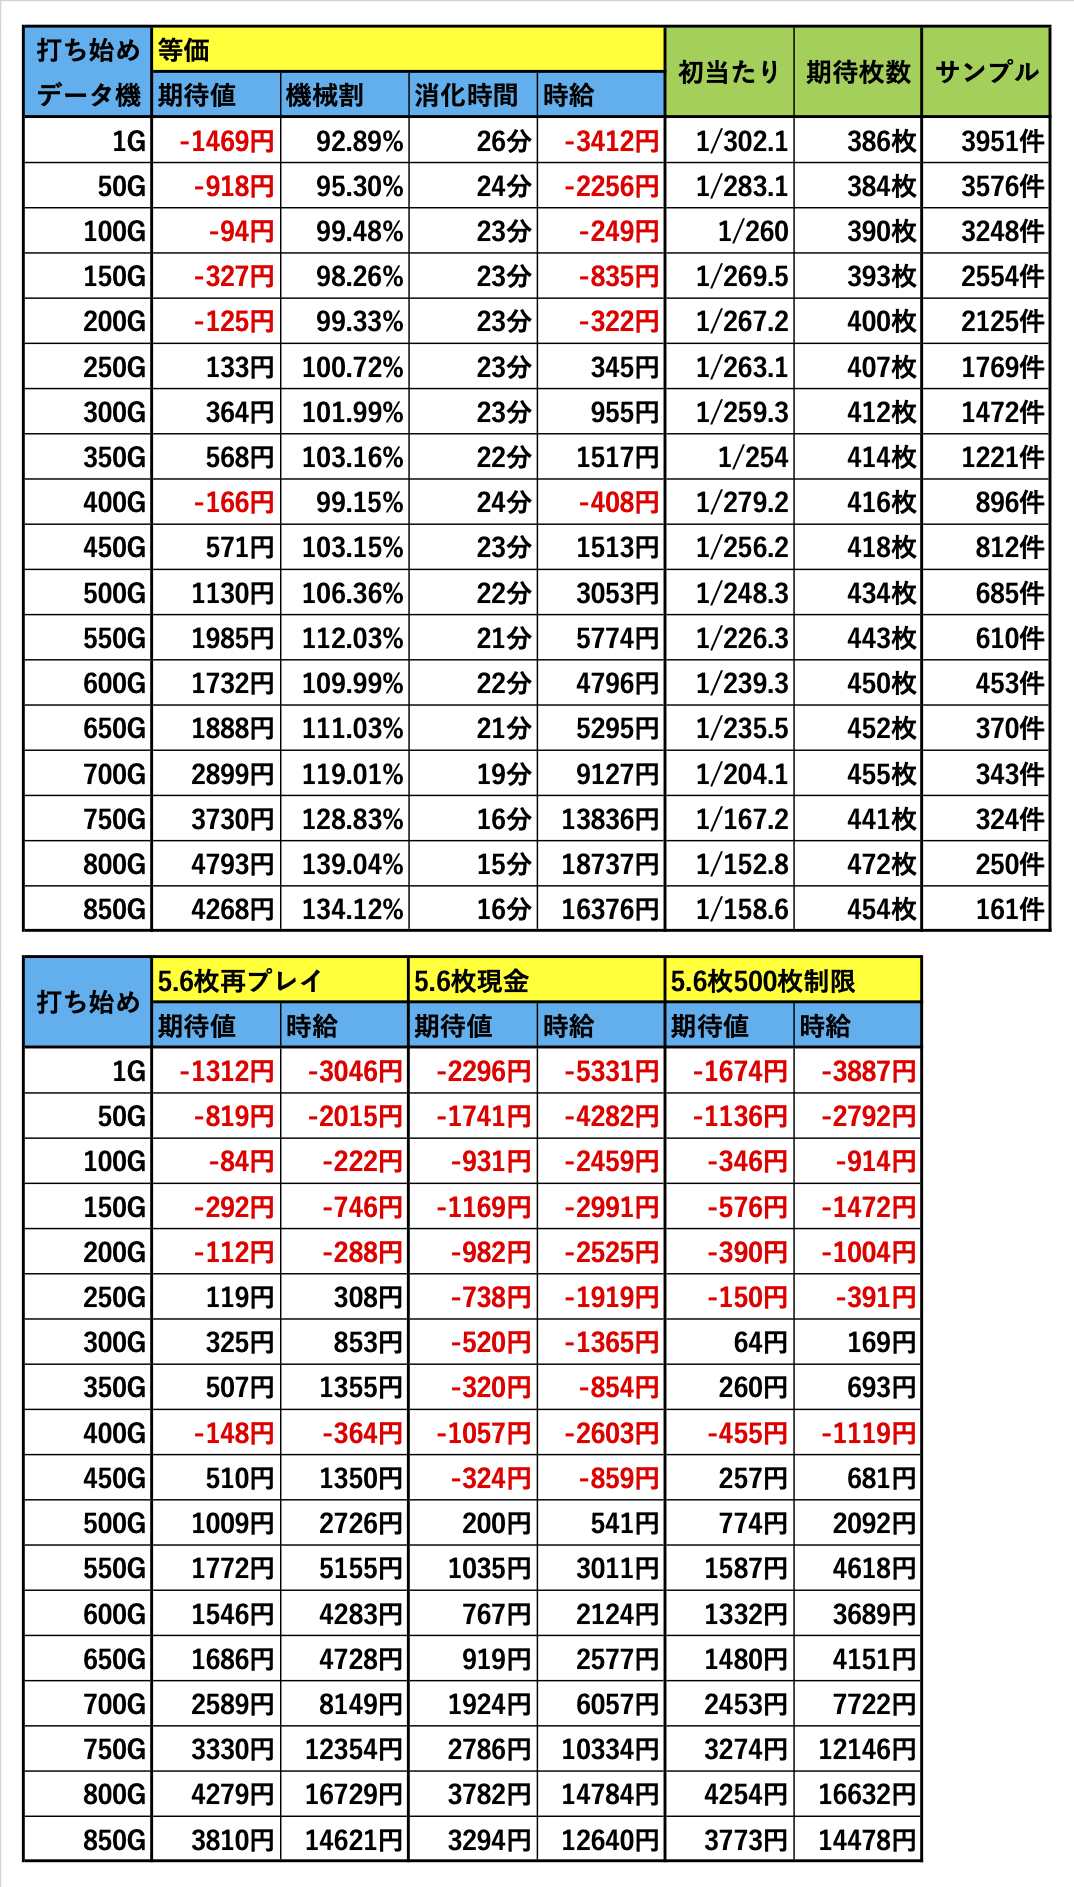 打ち始め 等価 初当たり 期待枚数 サンプル
データ機 期待値 機械割 消化時間 時給
1G -1469円 92.89% 26分 -3412円 1/302.1 386枚 3951件
50G -918円 95.30% 24分 -2256円 1/283.1 384枚 3576件
100G -94円 99.48% 23分 -249円 1/260 390枚 3248件
150G -327円 98.26% 23分 -835円 1/269.5 393枚 2554件
200G -125円 99.33% 23分 -322円 1/267.2 400枚 2125件
250G 133円 100.72% 23分 345円 1/263.1 407枚 1769件
300G 364円 101.99% 23分 955円 1/259.3 412枚 1472件
350G 568円 103.16% 22分 1517円 1/254 414枚 1221件
400G -166円 99.15% 24分 -408円 1/279.2 416枚 896件
450G 571円 103.15% 23分 1513円 1/256.2 418枚 812件
500G 1130円 106.36% 22分 3053円 1/248.3 434枚 685件
550G 1985円 112.03% 21分 5774円 1/226.3 443枚 610件
600G 1732円 109.99% 22分 4796円 1/239.3 450枚 453件
650G 1888円 111.03% 21分 5295円 1/235.5 452枚 370件
700G 2899円 119.01% 19分 9127円 1/204.1 455枚 343件
750G 3730円 128.83% 16分 13836円 1/167.2 441枚 324件
800G 4793円 139.04% 15分 18737円 1/152.8 472枚 250件
850G 4268円 134.12% 16分 16376円 1/158.6 454枚 161件
打ち始め 5.6枚再プレイ 5.6枚現金 5.6枚500枚制限
期待値 時給 期待値 時給 期待値 時給
1G -1312円 -3046円 -2296円 -5331円 -1674円 -3887円
50G -819円 -2015円 -1741円 -4282円 -1136円 -2792円
100G -84円 -222円 -931円 -2459円 -346円 -914円
150G -292円 -746円 -1169円 -2991円 -576円 -1472円
200G -112円 -288円 -982円 -2525円 -390円 -1004円
250G 119円 308円 -738円 -1919円 -150円 -391円
300G 325円 853円 -520円 -1365円 64円 169円
350G 507円 1355円 -320円 -854円 260円 693円
400G -148円 -364円 -1057円 -2603円 -455円 -1119円
450G 510円 1350円 -324円 -859円 257円 681円
500G 1009円 2726円 200円 541円 774円 2092円
550G 1772円 5155円 1035円 3011円 1587円 4618円
600G 1546円 4283円 767円 2124円 1332円 3689円
650G 1686円 4728円 919円 2577円 1480円 4151円
700G 2589円 8149円 1924円 6057円 2453円 7722円
750G 3330円 12354円 2786円 10334円 3274円 12146円
800G 4279円 16729円 3782円 14784円 4254円 16632円
850G 3810円 14621円 3294円 12640円 3773円 14478円